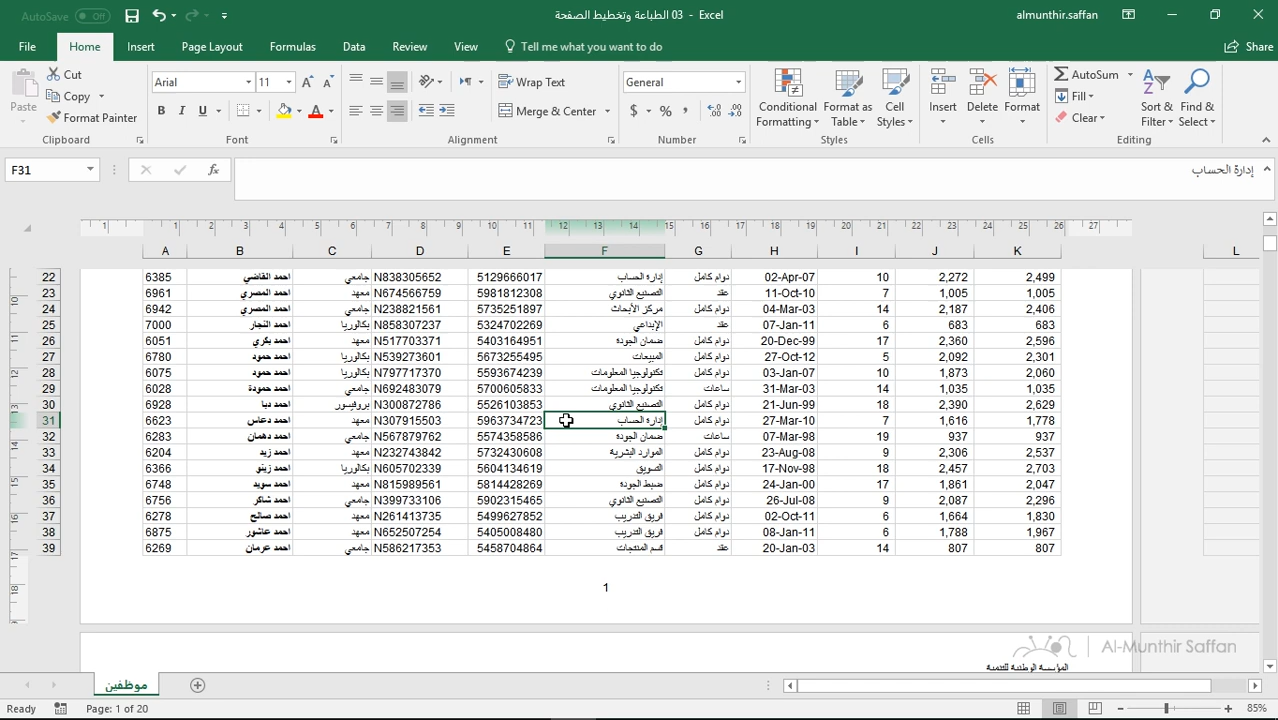 AutoSave Off
03 الطباعة وتخطيط الصفحة - Excel
almunthir.saffan
File Home Insert Page Layout Formulas Data Review View Tell me what you want to do Share
Paste
Cut
Copy
Format Painter
Clipboard
Arial 11
B I U
Font
Wrap Text
Merge & Center
Alignment
General
$ % ,
Number
Conditional Formatting
Format as Table
Cell Styles
Styles
Insert Delete Format
Cells
AutoSum
Fill
Clear
Sort & Filter
Find & Select
Editing
F31 fx إدارة الحساب
A B C D E F G H I J K L
22 6385 احمد القاضي جامعي N838305652 5129666017 إدارة الحساب دوام كامل 02-Apr-07 10 2,272 2,499
23 6961 احمد المصري معهد N674566759 5981812308 التصنيع الثانوي عقد 11-Oct-10 7 1,005 1,005
24 6942 احمد المصري جامعي N238821561 5735251897 مركز الأبحاث دوام كامل 04-Mar-03 14 2,187 2,406
25 7000 احمد النجار بكالوريا N858307237 5324702269 الإبداعي عقد 07-Jan-11 6 683 683
26 6051 احمد بكري معهد N517703371 5403164951 ضمان الجودة دوام كامل 20-Dec-99 17 2,360 2,596
27 6780 احمد حمود بكالوريا N539273601 5673255495 المبيعات دوام كامل 27-Oct-12 5 2,092 2,301
28 6075 احمد حمود بكالوريا N797717370 5593674239 تكنولوجيا المعلومات دوام كامل 03-Jan-07 10 1,873 2,060
29 6028 احمد حمودة جامعي N692483079 5700605833 تكنولوجيا المعلومات ساعات 31-Mar-03 14 1,035 1,035
30 6928 احمد ديا بروفيسور N300872786 5526103853 التصنيع الثانوي دوام كامل 21-Jun-99 18 2,390 2,629
31 6623 احمد دعاس معهد N307915503 5963734723 إدارة الحساب دوام كامل 27-Mar-10 7 1,616 1,778
32 6283 احمد دهمان جامعي N567879762 5574358586 ضمان الجودة ساعات 07-Mar-98 19 937 937
33 6204 احمد زيد معهد N232743842 5732430608 الموارد البشرية دوام كامل 23-Aug-08 9 2,306 2,537
34 6366 احمد زينو بكالوريا N605702339 5604134619 التسويق دوام كامل 17-Nov-98 18 2,457 2,703
35 6748 احمد سويد معهد N815989561 5814428269 ضبط الجودة دوام كامل 24-Jan-00 17 1,861 2,047
36 6756 احمد شاكر جامعي N399733106 5902315465 التصنيع الثانوي دوام كامل 26-Jul-08 9 2,087 2,296
37 6278 احمد صالح معهد N261413735 5499627852 فريق التدريب دوام كامل 02-Oct-11 6 1,664 1,830
38 6875 احمد عاشور معهد N652507254 5405008480 فريق التدريب دوام كامل 08-Jan-11 6 1,788 1,967
39 6269 احمد عرمان جامعي N586217353 5458704864 قسم المنتجات عقد 20-Jan-03 14 807 807
1
Al-Munthir Saffan
المؤسسة الوطنية للتنمية
موظفين
Ready Page: 1 of 20 85%